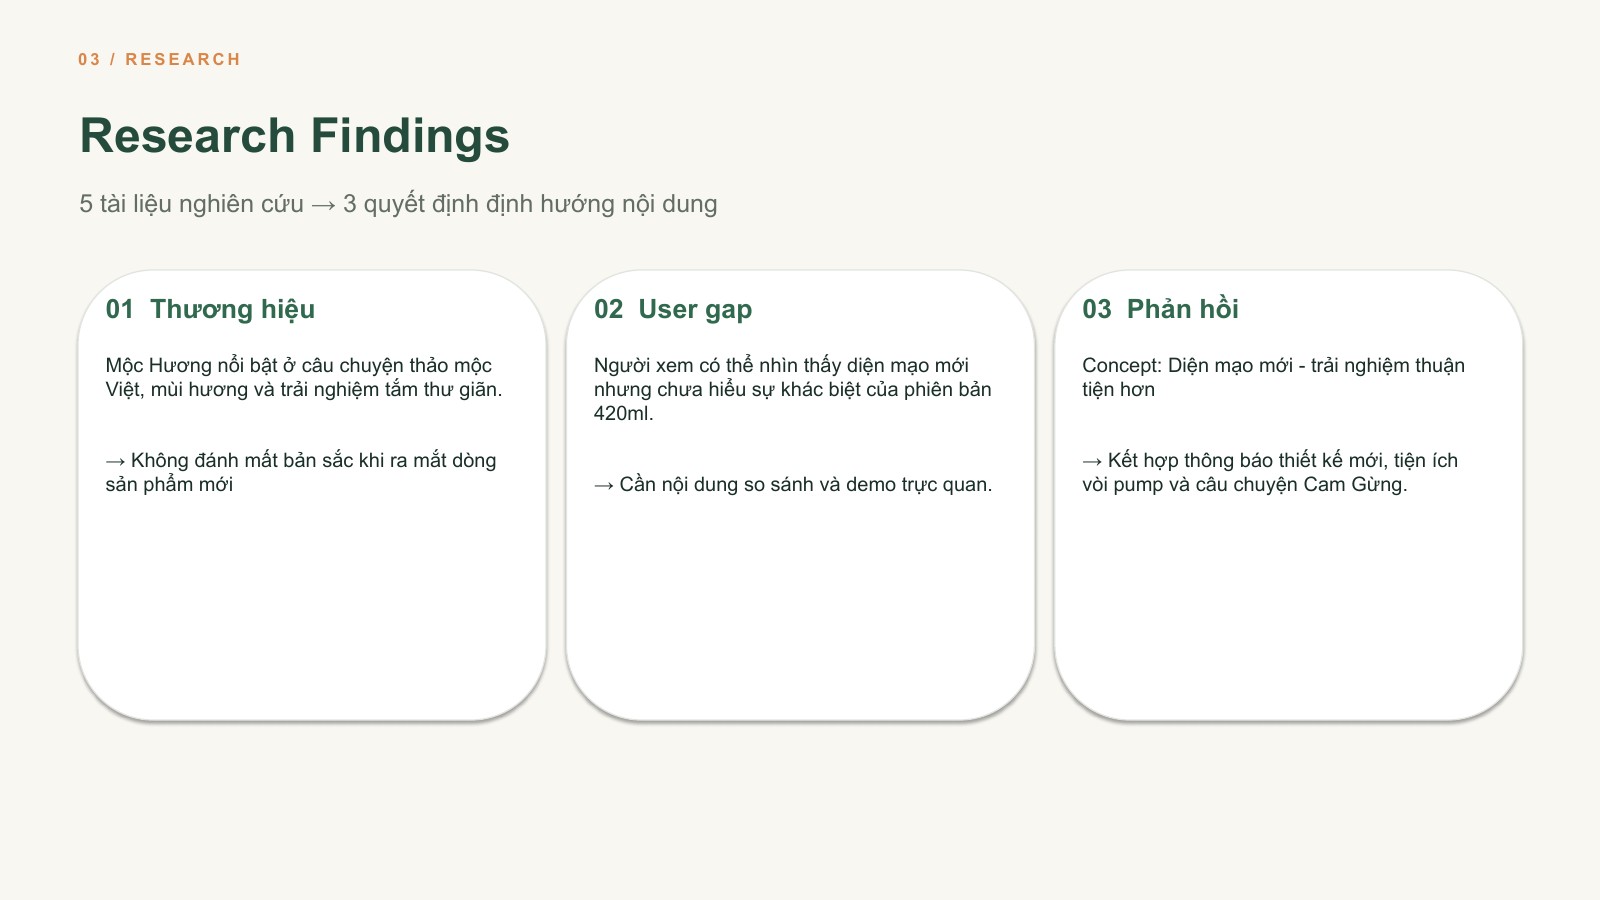 03 / RESEARCH
Research Findings
5 tài liệu nghiên cứu → 3 quyết định định hướng nội dung
01 Thương hiệu
Mộc Hương nổi bật ở câu chuyện thảo mộc
Việt, mùi hương và trải nghiệm tắm thư giãn.
→ Không đánh mất bản sắc khi ra mắt dòng
sản phẩm mới
02 User gap
Người xem có thể nhìn thấy diện mạo mới
nhưng chưa hiểu sự khác biệt của phiên bản
420ml.
→ Cần nội dung so sánh và demo trực quan.
03 Phản hồi
Concept: Diện mạo mới - trải nghiệm thuận
tiện hơn
→ Kết hợp thông báo thiết kế mới, tiện ích
vòi pump và câu chuyện Cam Gừng.